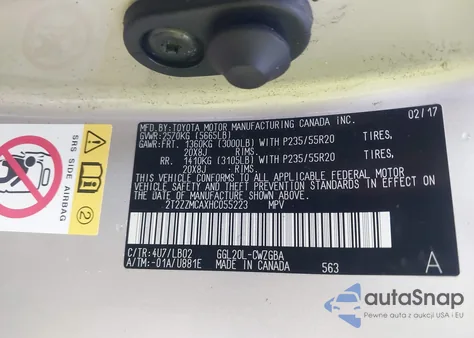 MFD.BY:TOYOTA MOTOR MANUFACTURING CANADA INC. 02/17
GVWR:2570KG (5665LB)
GAWR:FRT. 1360KG (3000LB) WITH P235/55R20 TIRES,
20X8J :RIMS
RR. 1410KG (3105LB) WITH P235/55R20 TIRES,
20X8J :RIMS
THIS VEHICLE CONFORMS TO ALL APPLICABLE FEDERAL MOTOR
VEHICLE SAFETY STANDARDS IN EFFECT ON
THE DATE OF MANUFACTURE SHOWN ABOVE.
2T2ZZMCAXHC055223 MPV
C/TR:4U7/LB02 GGL20L-CWZGBA
A/TM:-01A/U881E MADE IN CANADA 563 A
SRS SIDE AIRBAG
2
autoSnap
Pewne auta z aukcji USA i EU